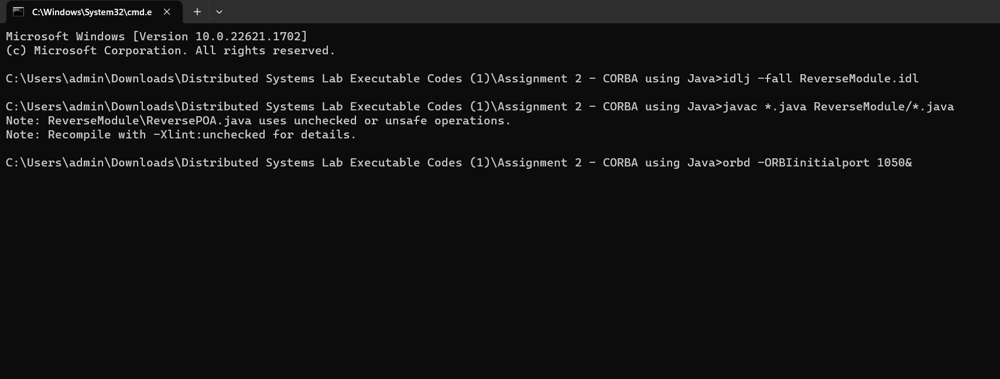 C:\Windows\System32\cmd.e
Microsoft Windows [Version 10.0.22621.1702]
(c) Microsoft Corporation. All rights reserved.
C:\Users\admin\Downloads\Distributed Systems Lab Executable Codes (1)\Assignment 2 - CORBA using Java>idlj -fall ReverseModule.idl
C:\Users\admin\Downloads\Distributed Systems Lab Executable Codes (1)\Assignment 2 - CORBA using Java>javac *.java ReverseModule/*.java
Note: ReverseModule\ReversePOA.java uses unchecked or unsafe operations.
Note: Recompile with -Xlint:unchecked for details.
C:\Users\admin\Downloads\Distributed Systems Lab Executable Codes (1)\Assignment 2 - CORBA using Java>orbd -ORBIinitialport 1050&